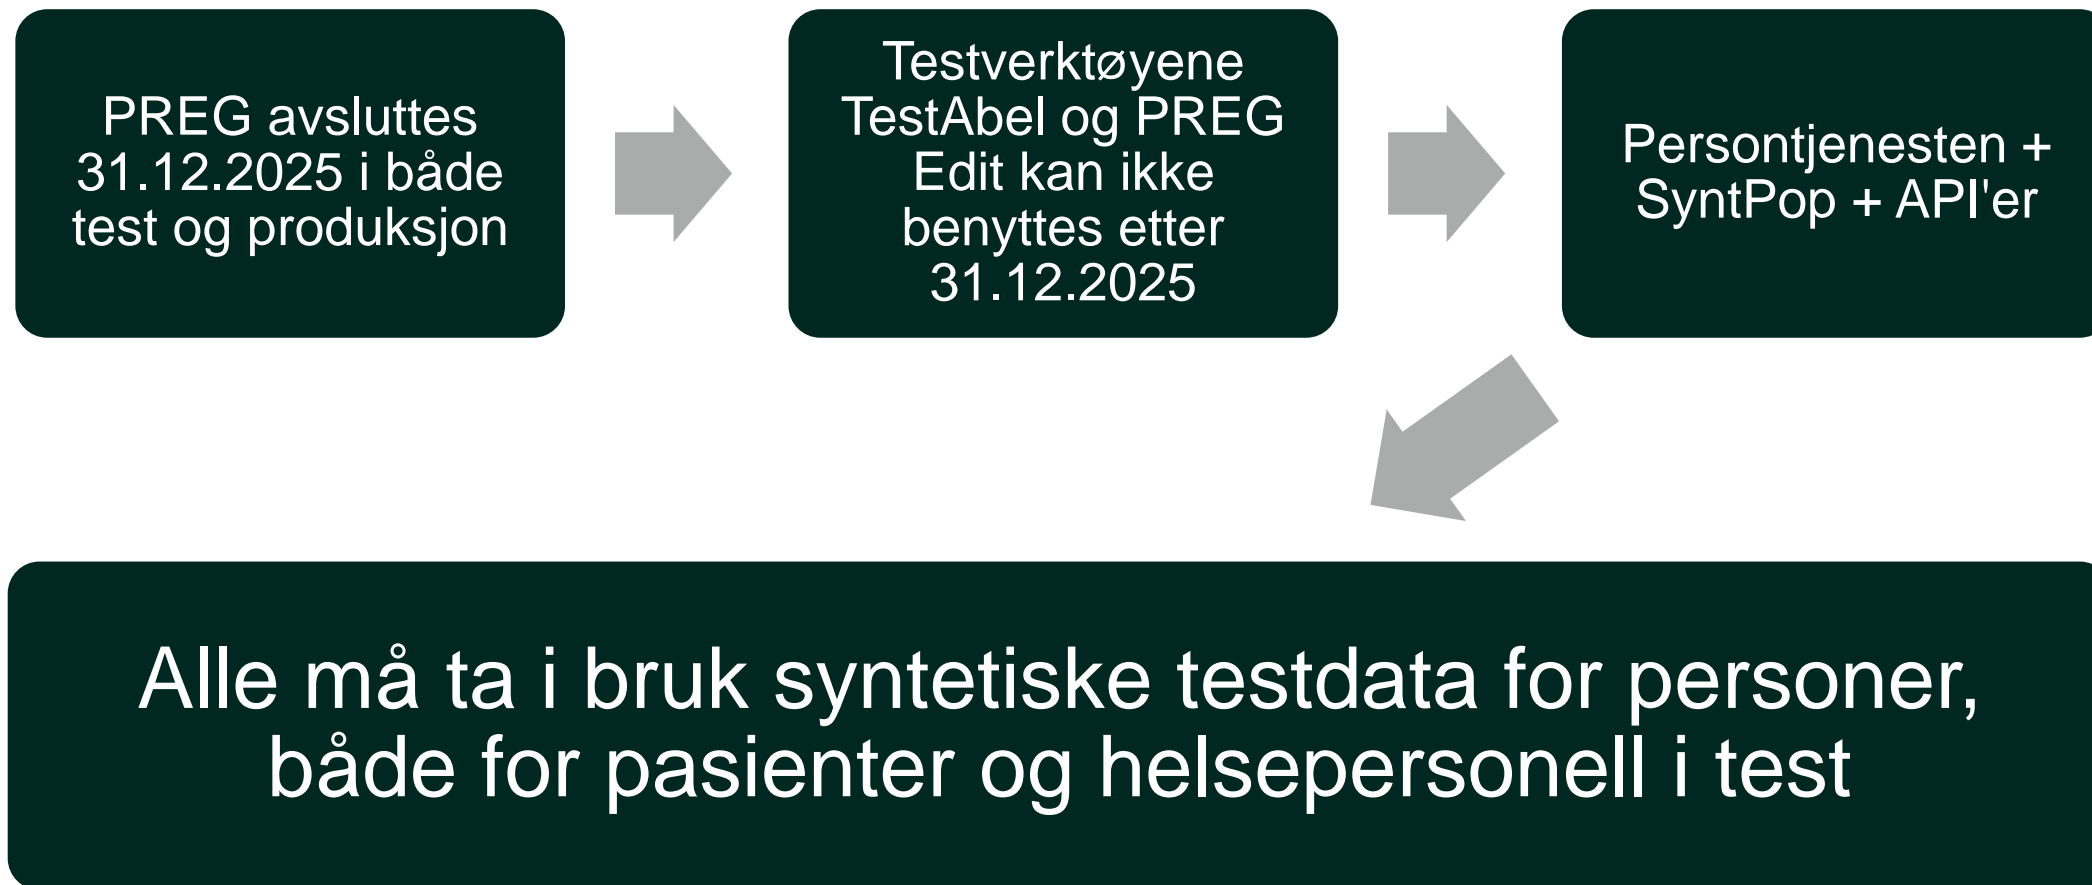 PREG avsluttes
31.12.2025 i både
test og produksjon
Testverktøyene
TestAbel og PREG
Edit kan ikke
benyttes etter
31.12.2025
Persontjenesten +
SyntPop + API'er
Alle må ta i bruk syntetiske testdata for personer,
både for pasienter og helsepersonell i test